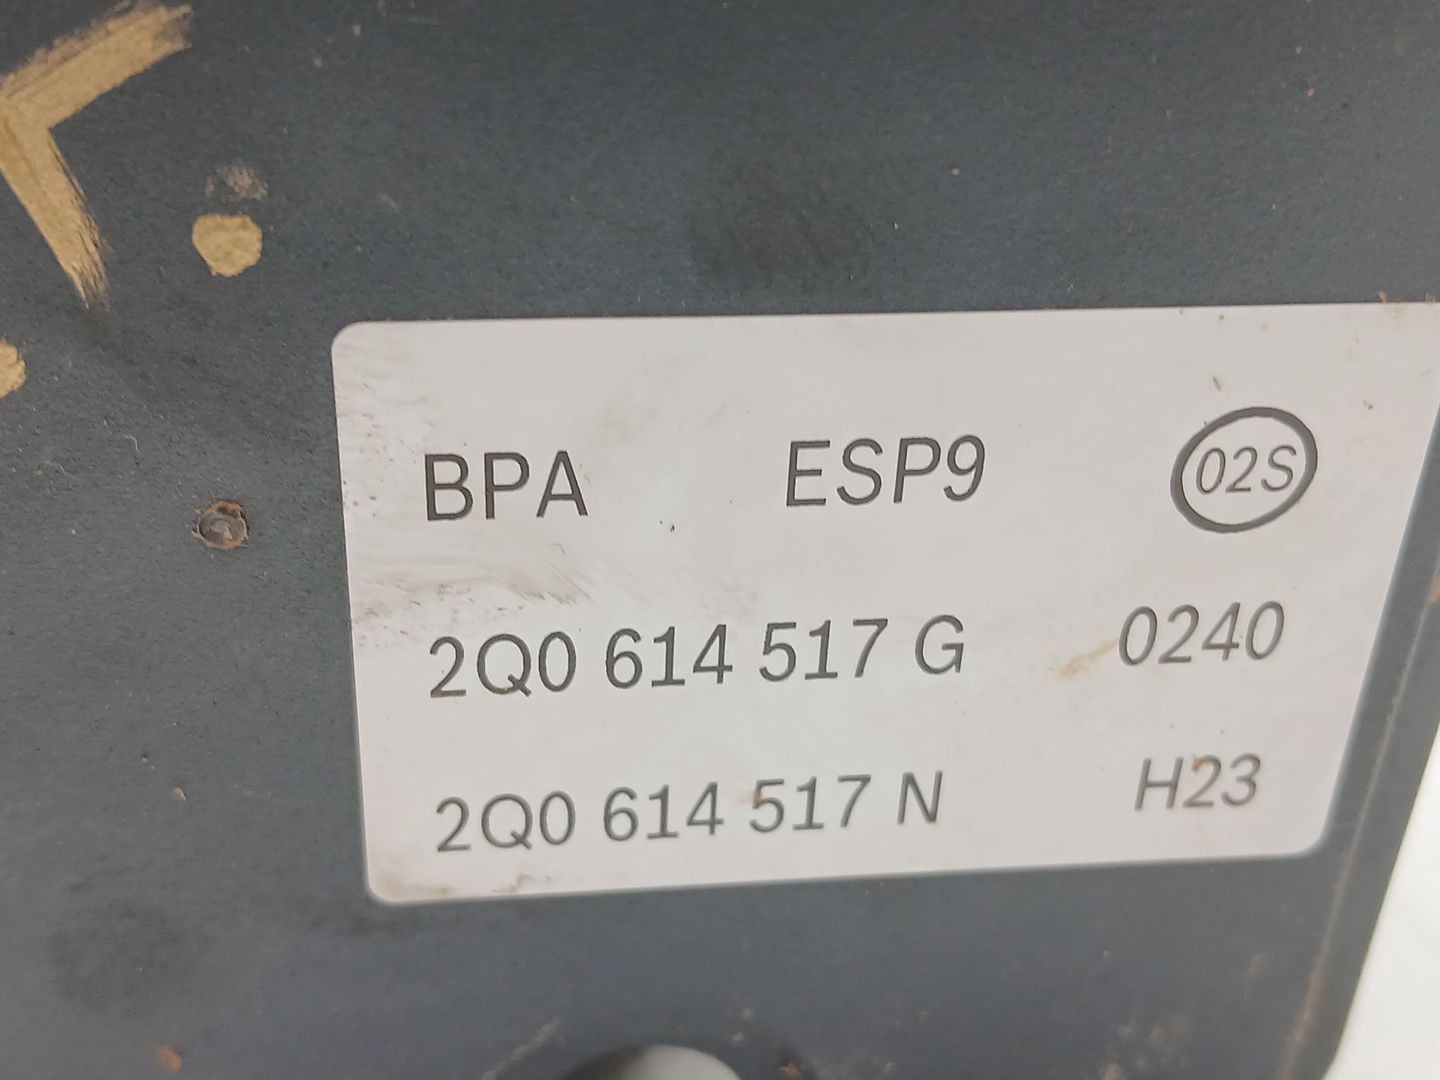 BPA ESP9 02S
2Q0 614 517 G 0240
2Q0 614 517 N H23